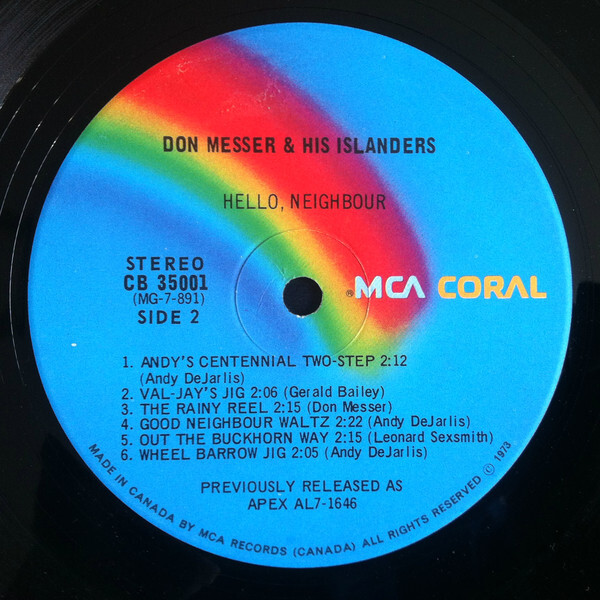 DON MESSER & HIS ISLANDERS
HELLO, NEIGHBOUR
STEREO
CB 35001
(MG-7-891)
SIDE 2
®MCA CORAL
1. ANDY'S CENTENNIAL TWO-STEP 2:12
(Andy DeJarlis)
2. VAL-JAY'S JIG 2:06 (Gerald Bailey)
3. THE RAINY REEL 2:15 (Don Messer)
4. GOOD NEIGHBOUR WALTZ 2:22 (Andy DeJarlis)
5. OUT THE BUCKHORN WAY 2:15 (Leonard Sexsmith)
6. WHEEL BARROW JIG 2:05 (Andy DeJarlis)
PREVIOUSLY RELEASED AS
APEX AL7-1646
MADE IN CANADA BY MCA RECORDS (CANADA) ALL RIGHTS RESERVED © 1973